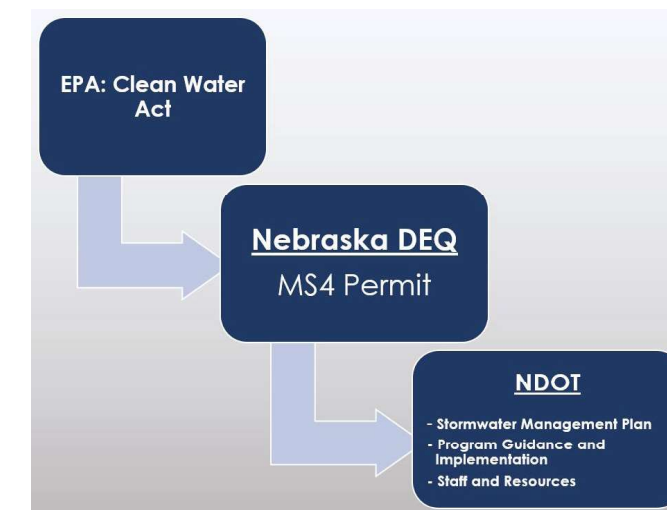 EPA: Clean Water
Act
Nebraska DEQ
MS4 Permit
NDOT
- Stormwater Management Plan
- Program Guidance and
Implementation
- Staff and Resources